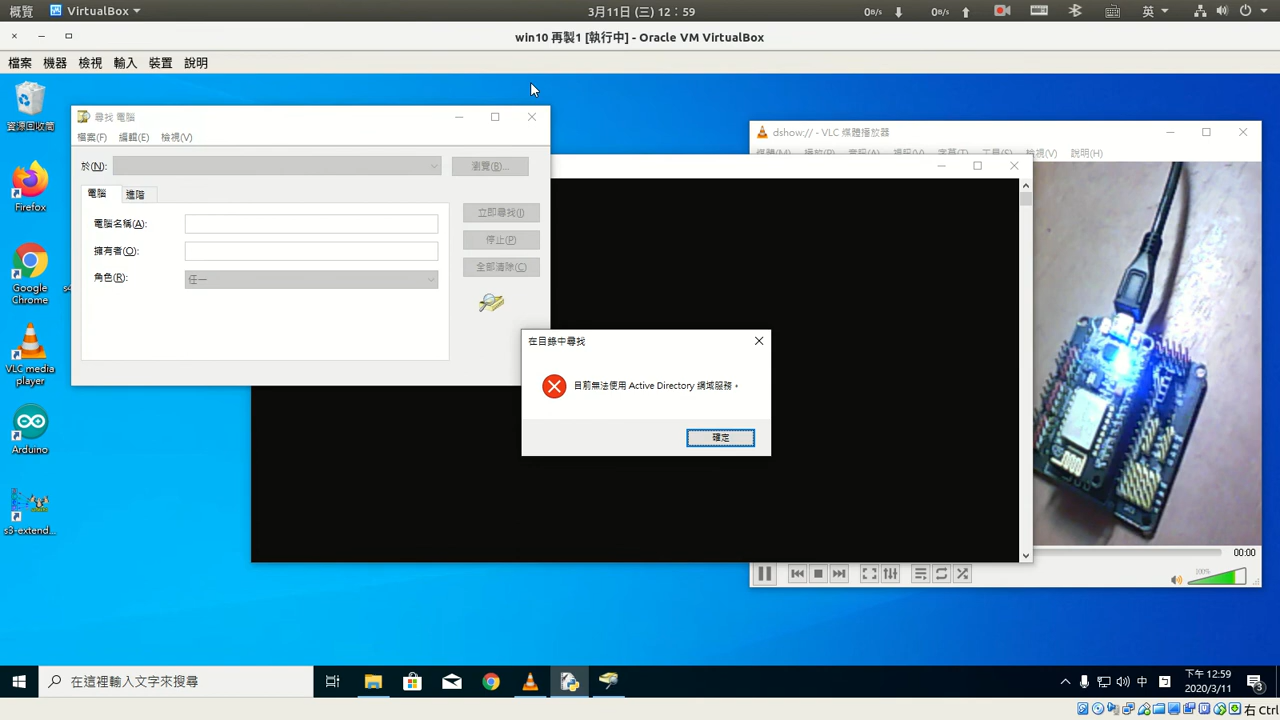 概覽
VirtualBox
3月11日 (三) 12：59
0B/s
0B/s
英
win10 再製1 [執行中] - Oracle VM VirtualBox
檔案 機器 檢視 輸入 裝置 說明
資源回收筒
Firefox
Google Chrome
VLC media player
Arduino
s3-extend...
尋找 電腦
檔案(F) 編輯(E) 檢視(V)
於(N):
瀏覽(B)...
電腦
進階
電腦名稱(A):
擁有者(O):
角色(R):
任一
立即尋找(I)
停止(P)
全部清除(C)
dshow:// - VLC 媒體播放器
檢視(V) 說明(H)
在目錄中尋找
目前無法使用 Active Directory 網域服務。
確定
00:00
100%
在這裡輸入文字來搜尋
中
下午 12:59
2020/3/11
3
右 Ctrl